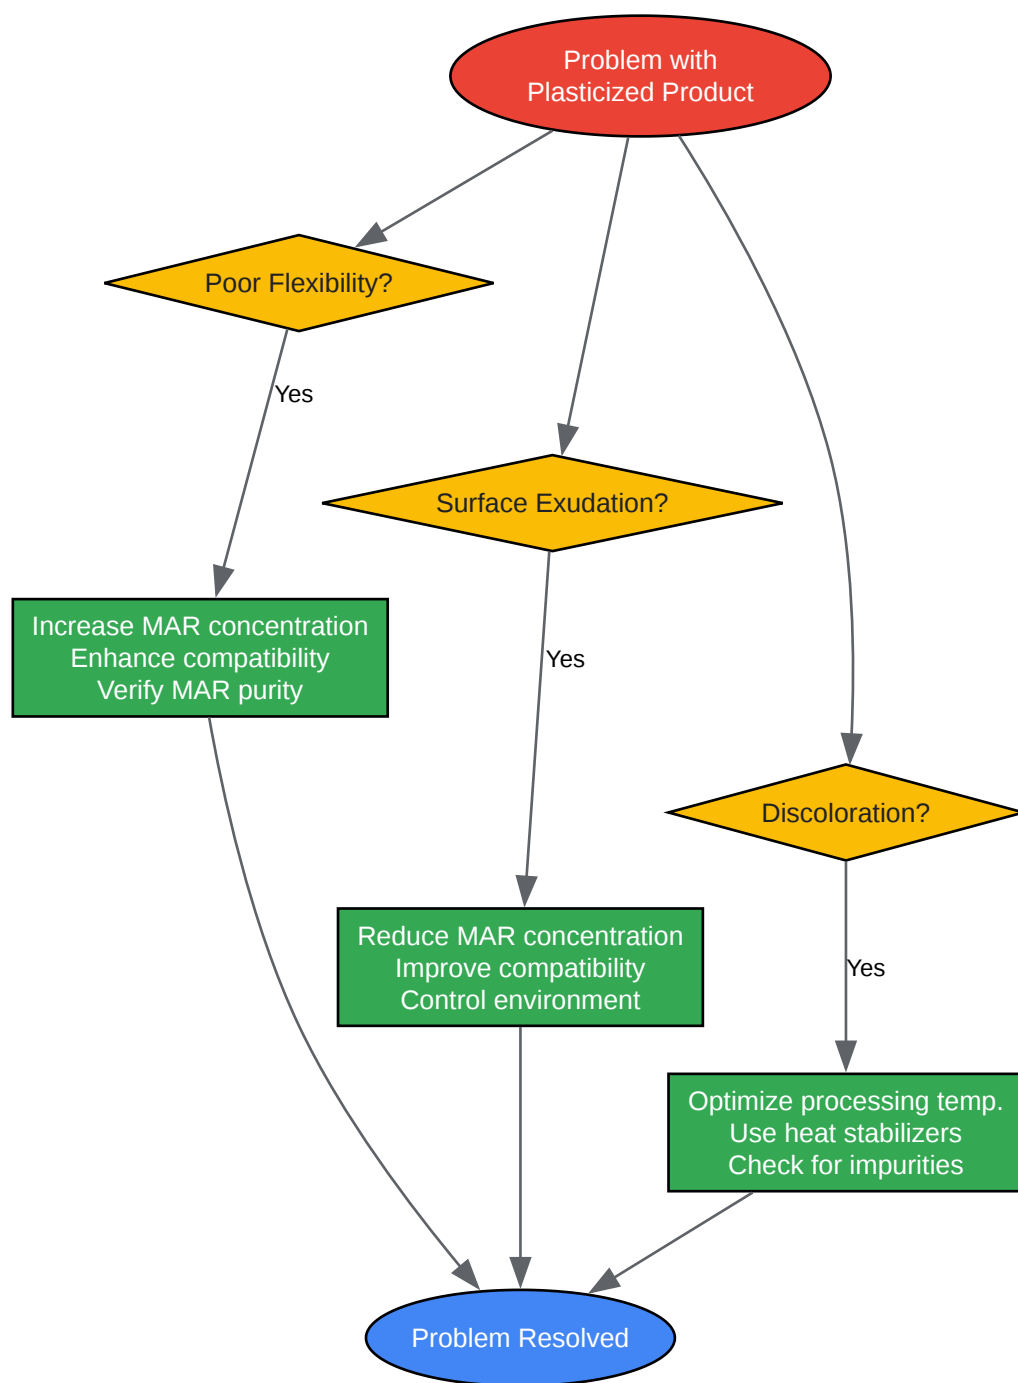 Problem with
Plasticized Product
Poor Flexibility?
Yes
Surface Exudation?
Increase MAR concentration
Enhance compatibility
Verify MAR purity
Yes
Discoloration?
Reduce MAR concentration
Improve compatibility
Control environment
Yes
Optimize processing temp.
Use heat stabilizers
Check for impurities
Problem Resolved